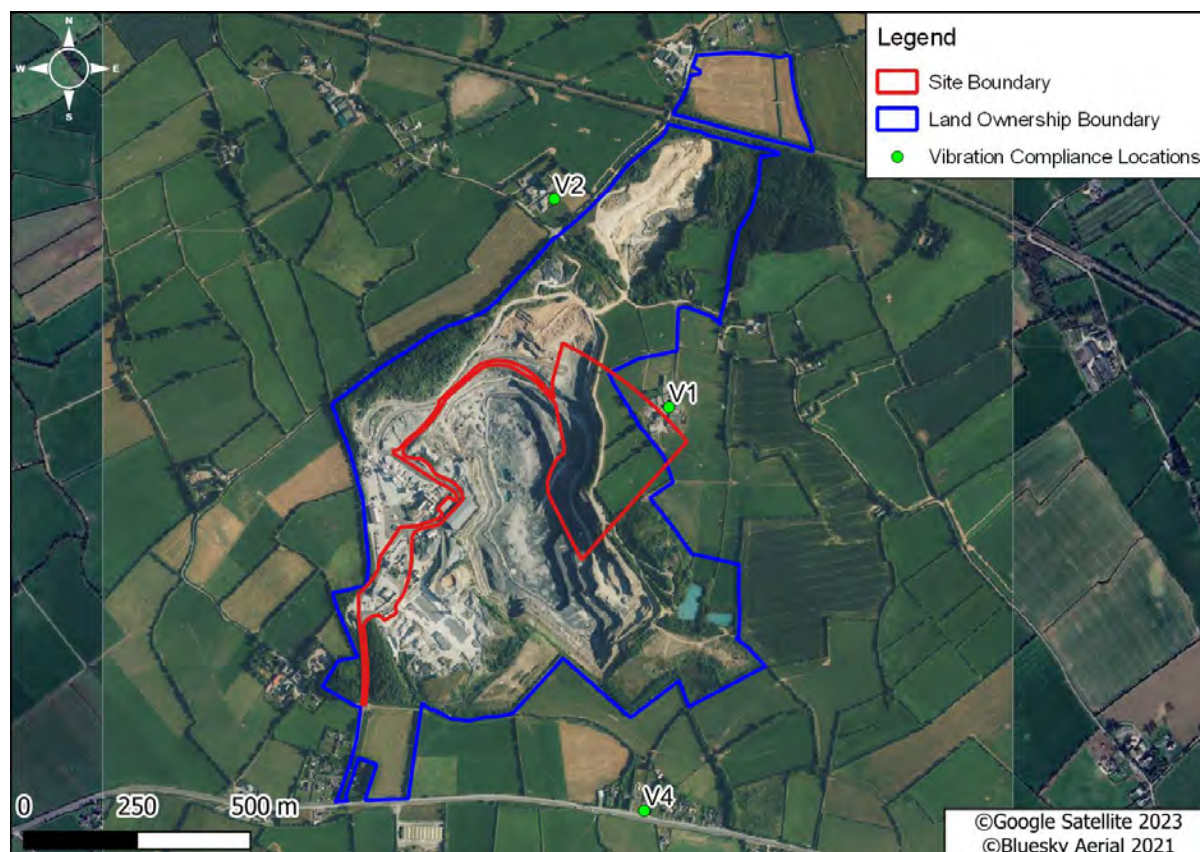 N
W E
S
Legend
Site Boundary
Land Ownership Boundary
Vibration Compliance Locations
V2
V1
V4
0 250 500 m
©Google Satellite 2023
©Bluesky Aerial 2021